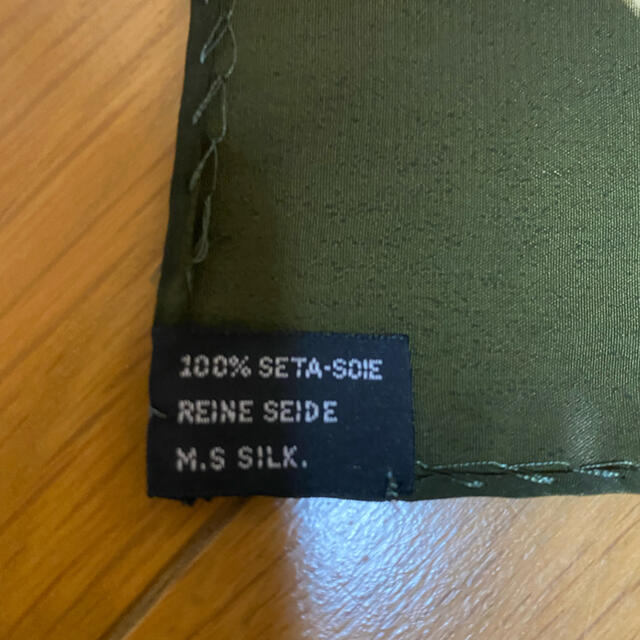 100% SETA-SOIE
REINE SEIDE
M.S SILK.